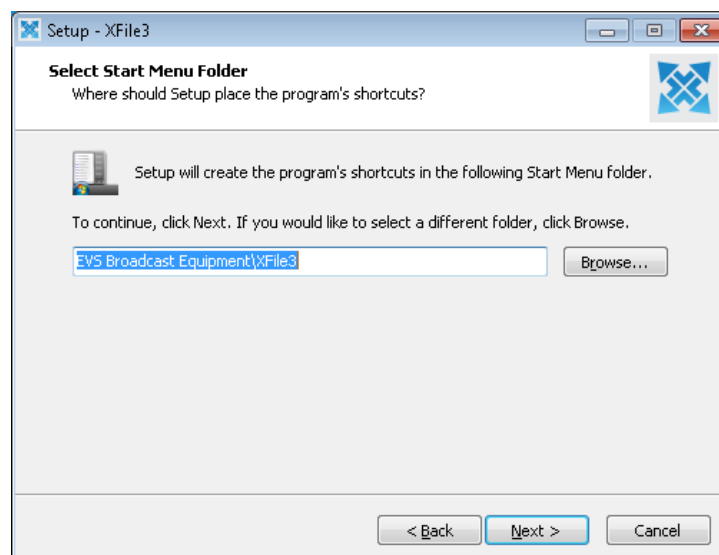 Setup - XFile3
Select Start Menu Folder
Where should Setup place the program's shortcuts?
Setup will create the program's shortcuts in the following Start Menu folder.
To continue, click Next. If you would like to select a different folder, click Browse.
EVS Broadcast Equipment\XFile3
Browse...
< Back
Next >
Cancel